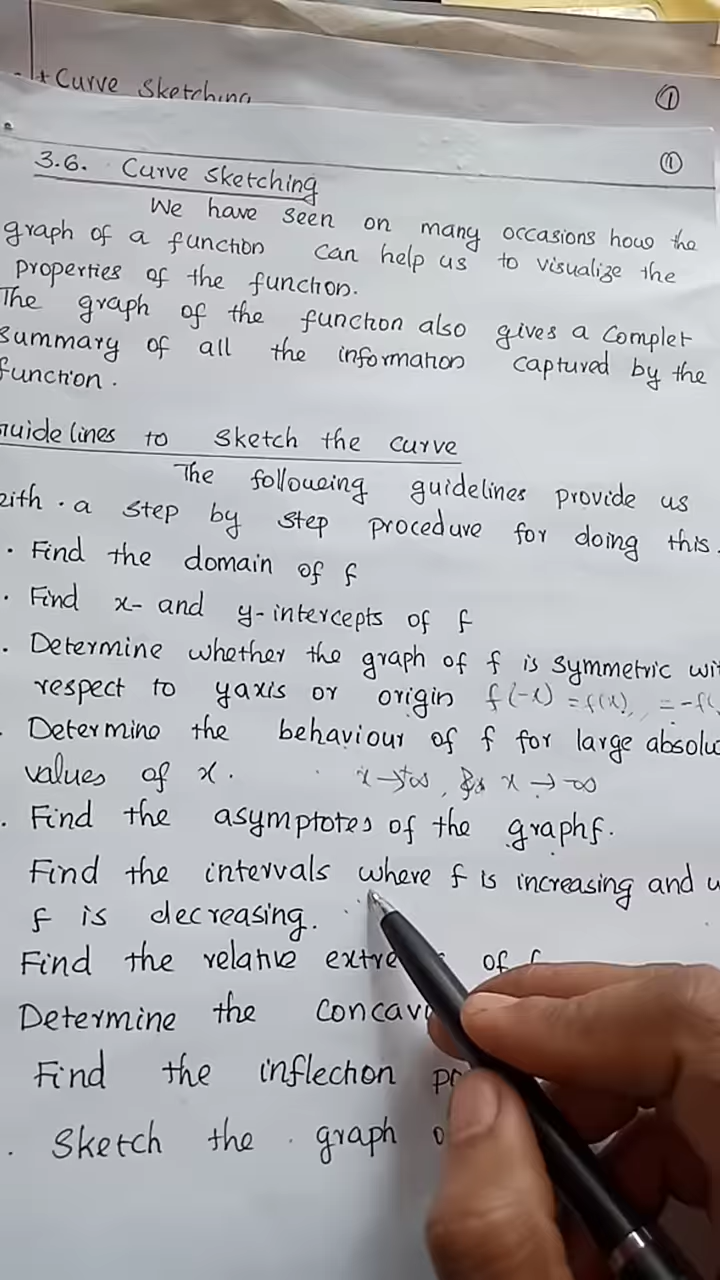 + Curve Sketching
①
①
3.6. Curve Sketching
We have seen on many occasions how the
graph of a function can help us to visualize the
properties of the function.
The graph of the function also gives a Complet
Summary of all the information captured by the
function.
uidelines to sketch the curve
The following guidelines provide us
with a step by step procedure for doing this.
. Find the domain of f
. Find x- and y-intercepts of f
. Determine whether the graph of f is symmetric wit
respect to yaxis or origin f(-x) = f(x), = -f(
. Determine the behaviour of f for large absolu
values of x. x → +∞, x → -∞
. Find the asymptotes of the graph f.
Find the intervals where f is increasing and w
f is decreasing.
Find the relative extre of f
Determine the Concav
Find the inflection po
. Sketch the graph o